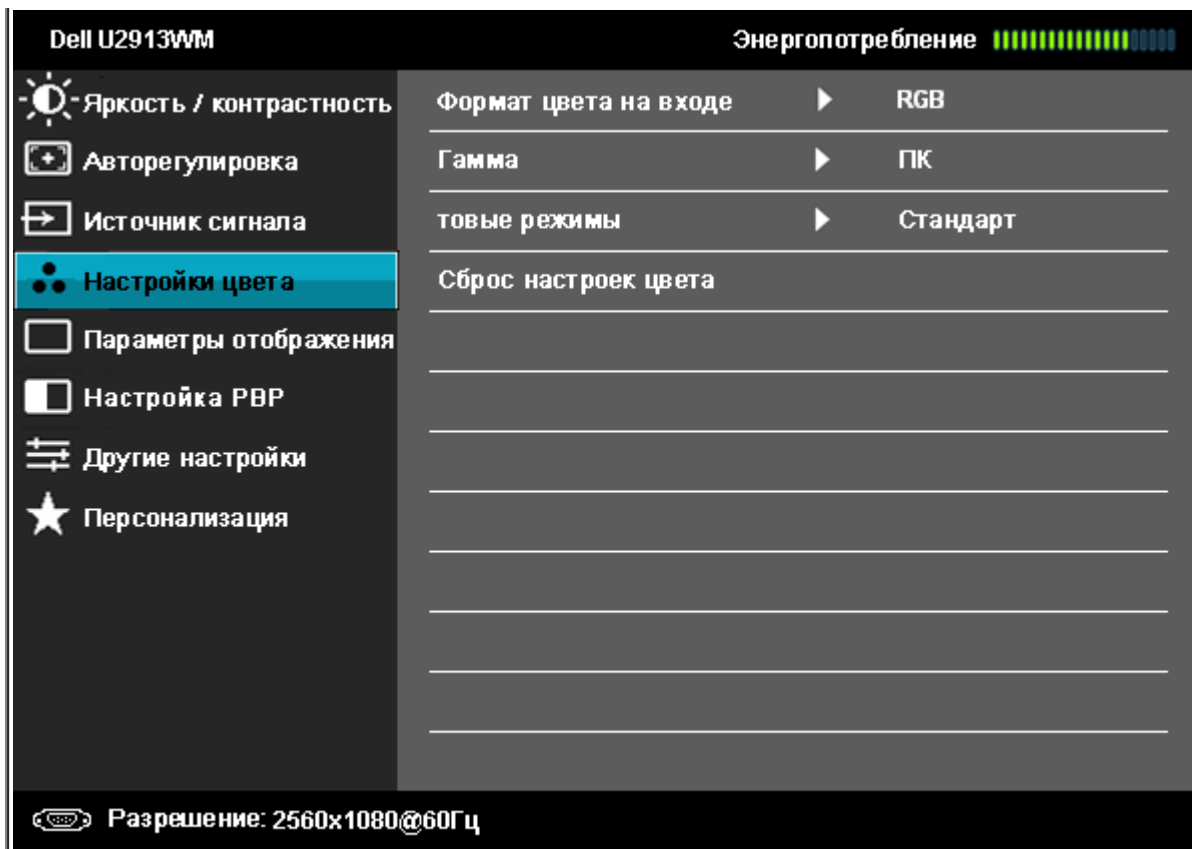 Dell U2913WM
Энергопотребление
Яркость / контрастность
Формат цвета на входе RGB
Авторегулировка
Гамма ПК
Источник сигнала
товые режимы Стандарт
Настройки цвета
Сброс настроек цвета
Параметры отображения
Настройка PBP
Другие настройки
Персонализация
Разрешение: 2560x1080@60Гц